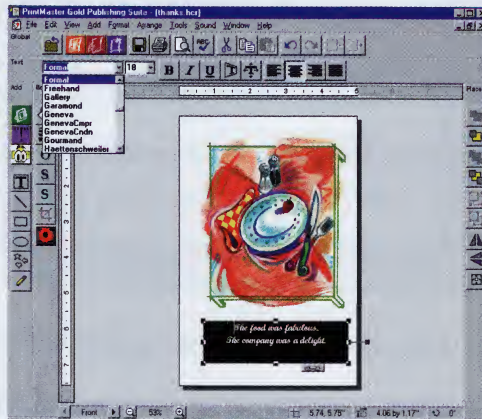 PrintMaster Gold Publishing Suite - [thanks.hcr]
File Edit View Add Format Arrange Tools Sound Window Help
Global
Text
Formal
18
B I U
Add
Place
Formal
Freehand
Gallery
Garamond
Geneva
GenevaCmpr
GenevaCndn
Gourmand
Haettenschweiler
T
S
S
The food was fabulous.
The company was a delight.
Front
53%
5.74, 5.75"
4.06 by 1.17"
0°